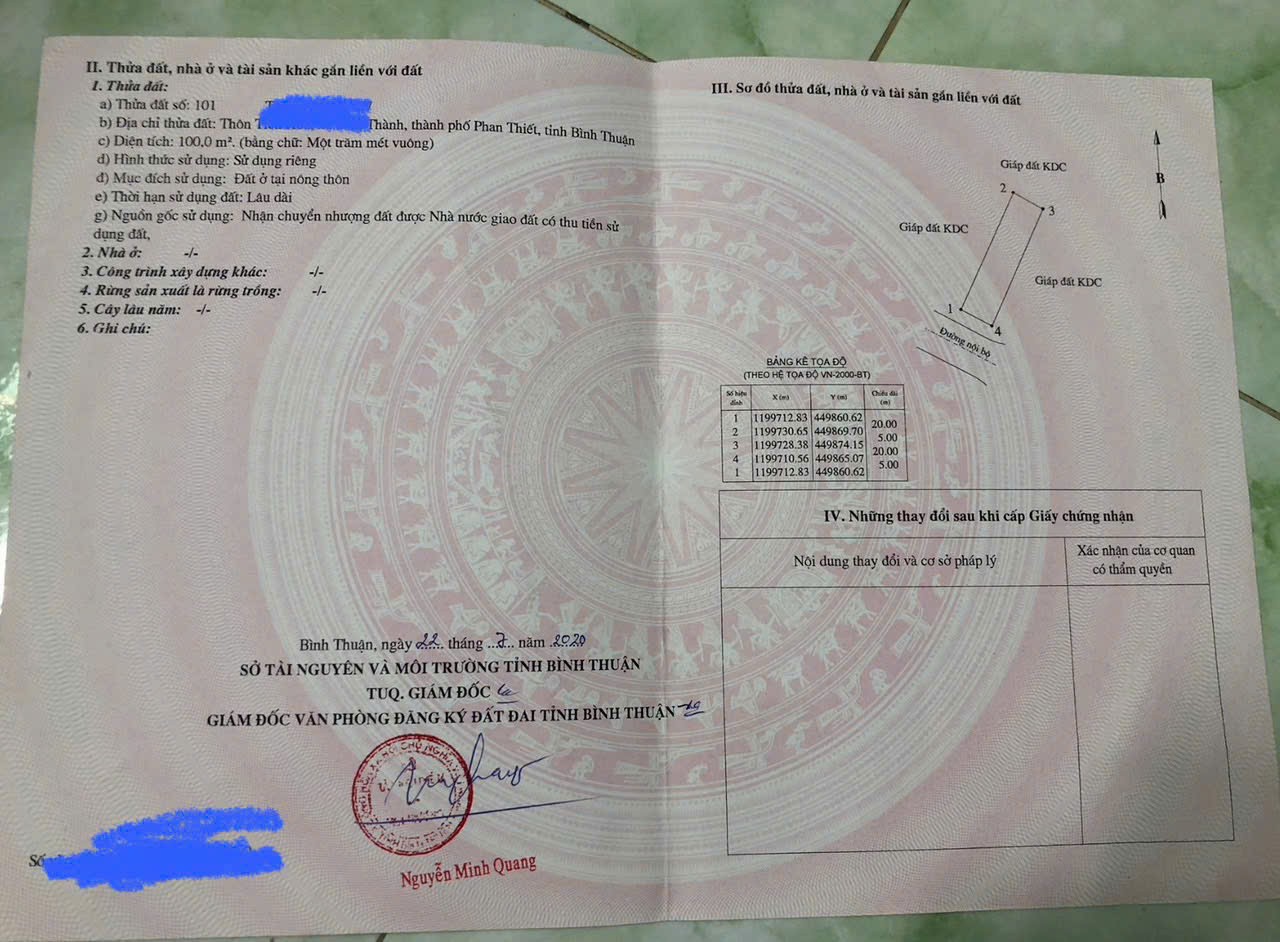 II. Thửa đất, nhà ở và tài sản khác gắn liền với đất
1. Thửa đất:
a) Thửa đất số: 101
b) Địa chỉ thửa đất: Thôn Thành, thành phố Phan Thiết, tỉnh Bình Thuận
c) Diện tích: 100,0 m². (bằng chữ: Một trăm mét vuông)
d) Hình thức sử dụng: Sử dụng riêng
đ) Mục đích sử dụng: Đất ở tại nông thôn
e) Thời hạn sử dụng đất: Lâu dài
g) Nguồn gốc sử dụng: Nhận chuyển nhượng đất được Nhà nước giao đất có thu tiền sử
dụng đất,
2. Nhà ở: -/-
3. Công trình xây dựng khác: -/-
4. Rừng sản xuất là rừng trồng: -/-
5. Cây lâu năm: -/-
6. Ghi chú:
Bình Thuận, ngày 22 tháng 7 năm 2020
SỞ TÀI NGUYÊN VÀ MÔI TRƯỜNG TỈNH BÌNH THUẬN
TUQ. GIÁM ĐỐC
GIÁM ĐỐC VĂN PHÒNG ĐĂNG KÝ ĐẤT ĐAI TỈNH BÌNH THUẬN
Nguyễn Minh Quang
Số
III. Sơ đồ thửa đất, nhà ở và tài sản gắn liền với đất
Giáp đất KDC
B
2
3
Giáp đất KDC
Giáp đất KDC
1
4
Đường nội bộ
BẢNG KÊ TỌA ĐỘ
(THEO HỆ TỌA ĐỘ VN-2000-BT)
Số hiệu đỉnh X (m) Y (m) Chiều dài (m)
1 1199712.83 449860.62
20.00
2 1199730.65 449869.70
5.00
3 1199728.38 449874.15
20.00
4 1199710.56 449865.07
5.00
1 1199712.83 449860.62
IV. Những thay đổi sau khi cấp Giấy chứng nhận
Nội dung thay đổi và cơ sở pháp lý
Xác nhận của cơ quan
có thẩm quyền